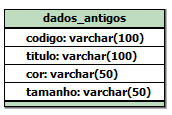 dados_antigos
codigo: varchar(100)
titulo: varchar(100)
cor: varchar(50)
tamanho: varchar(50)